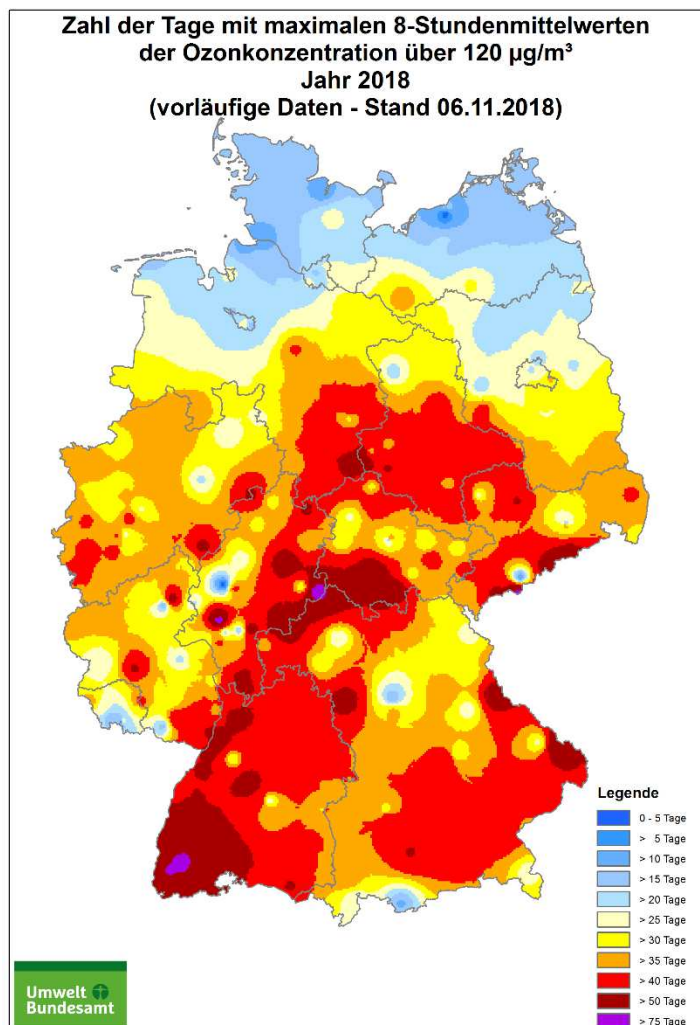 Zahl der Tage mit maximalen 8-Stundenmittelwerten
der Ozonkonzentration über 120 µg/m³
Jahr 2018
(vorläufige Daten - Stand 06.11.2018)
Legende
0 - 5 Tage
> 5 Tage
> 10 Tage
> 15 Tage
> 20 Tage
> 25 Tage
> 30 Tage
> 35 Tage
> 40 Tage
> 50 Tage
> 75 Tage
Umwelt
Bundesamt